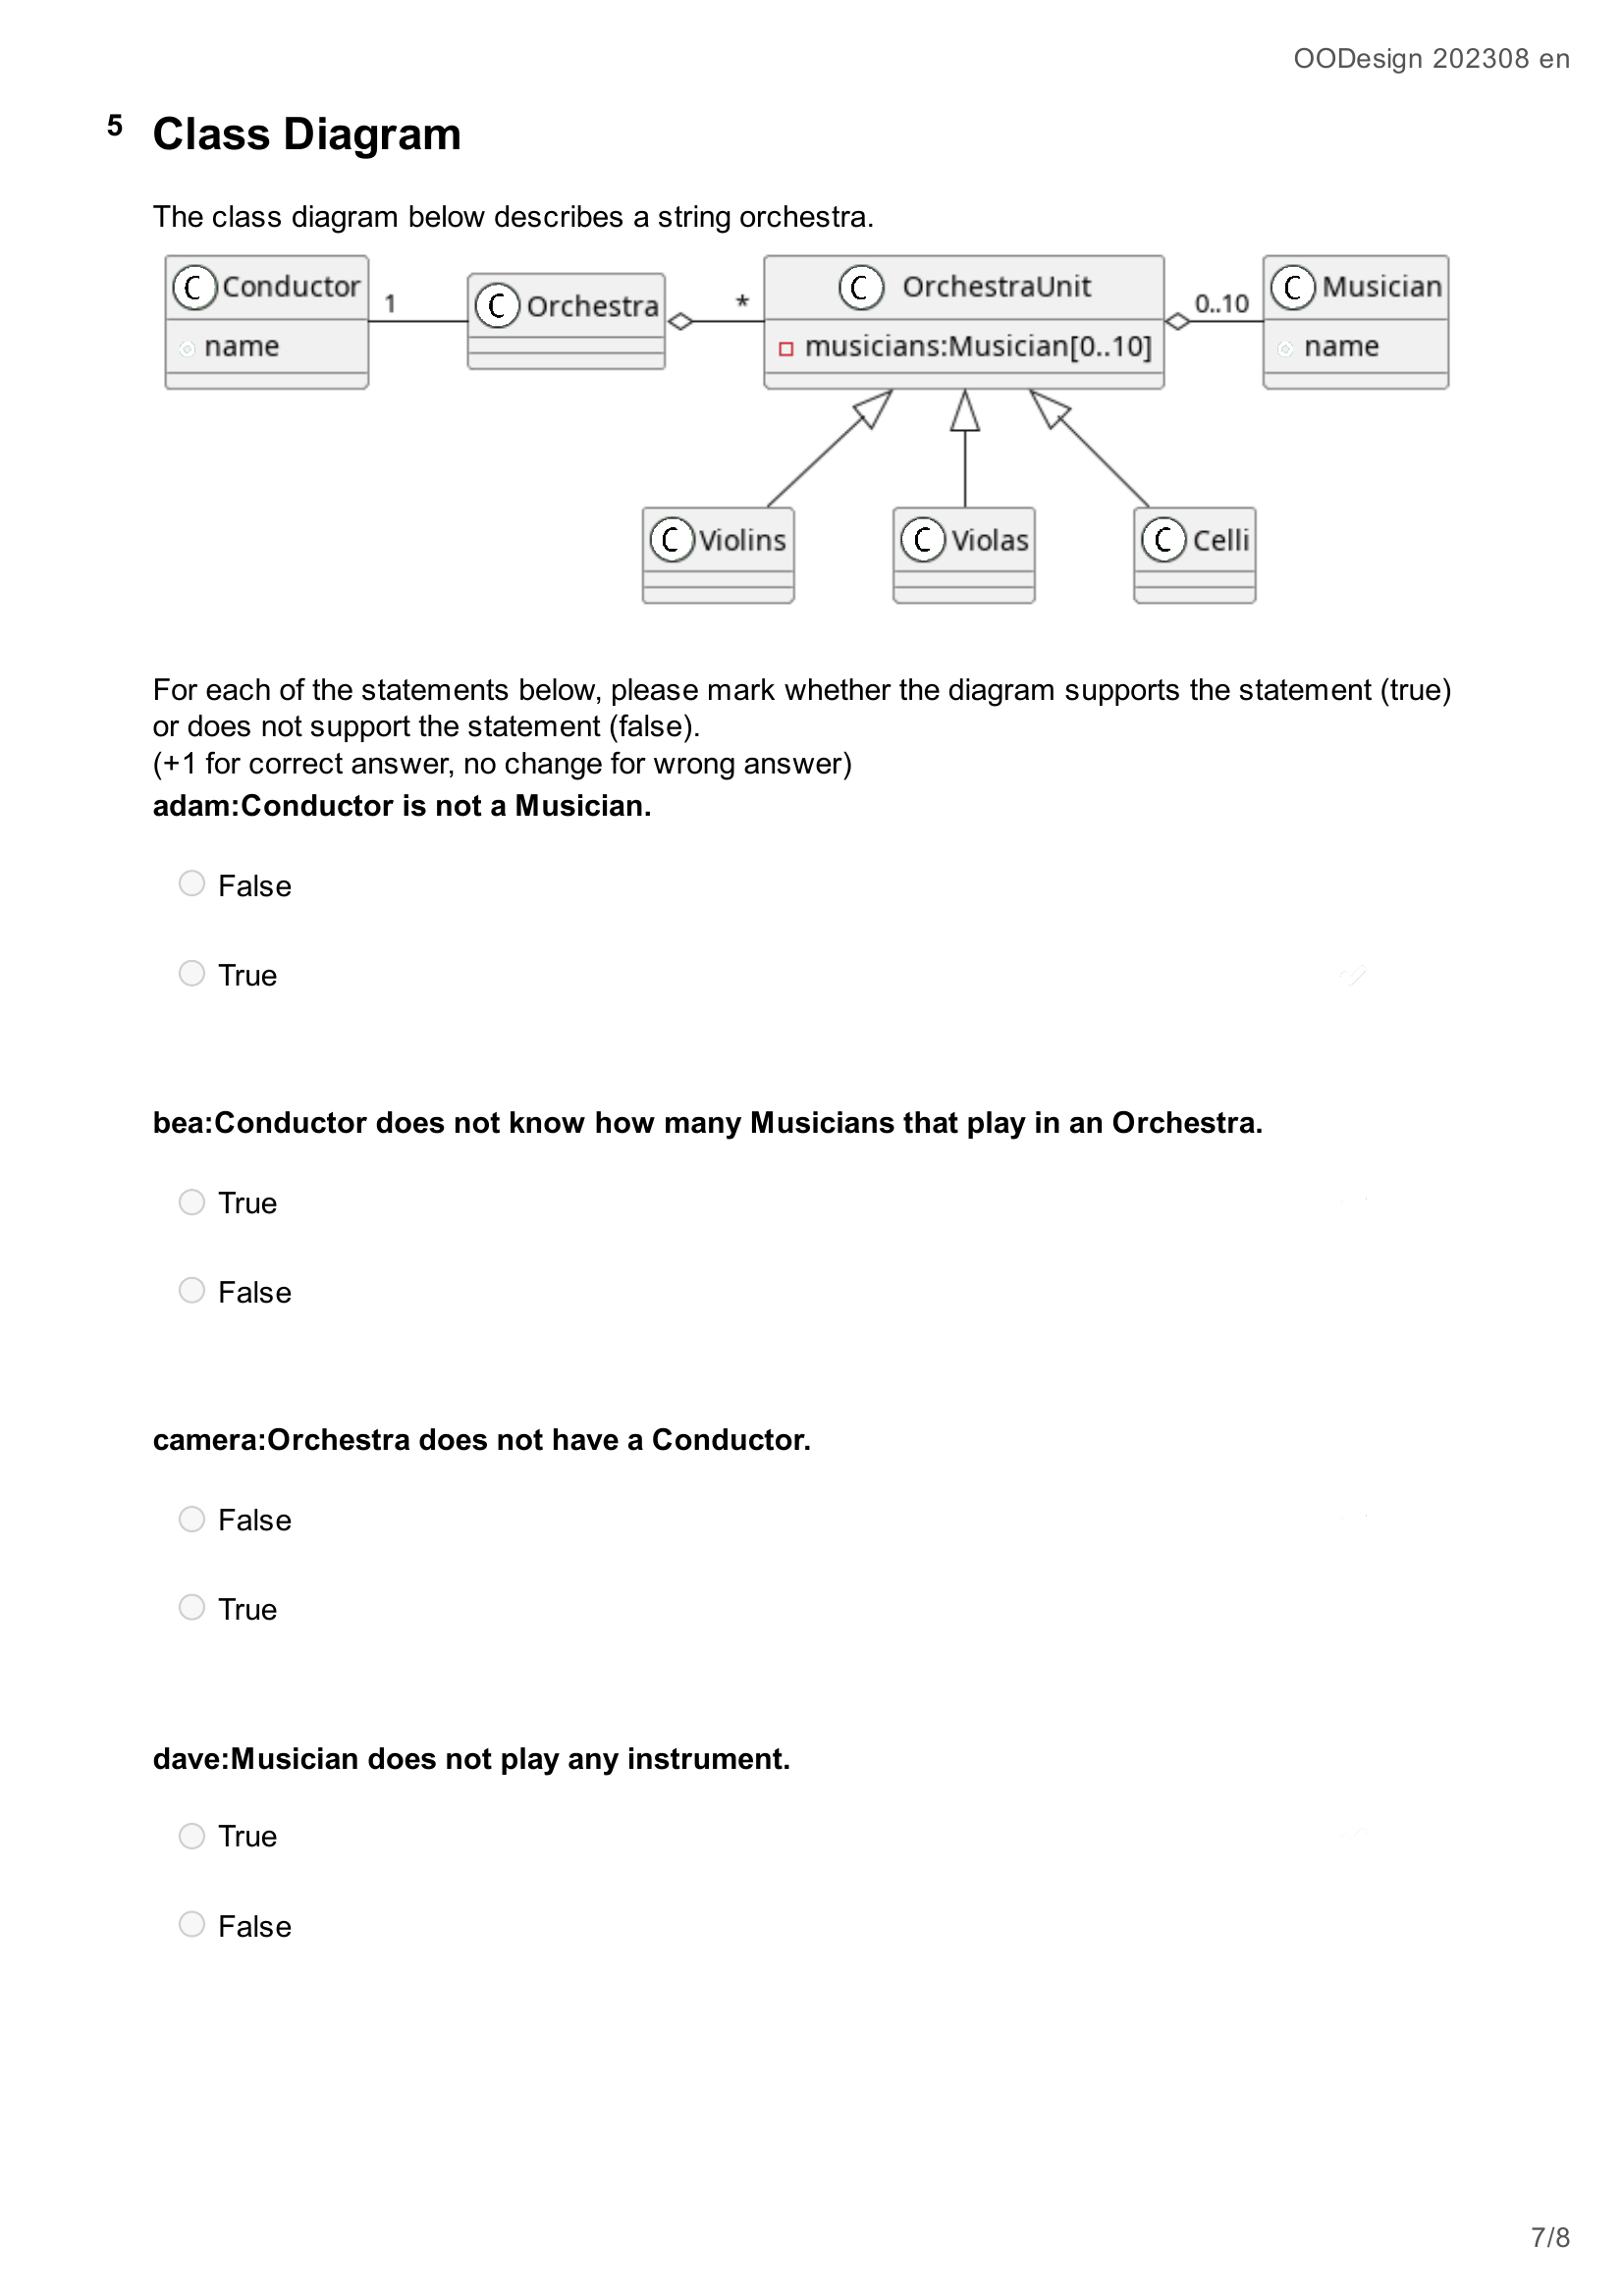 OODesign 202308 en
5 Class Diagram
The class diagram below describes a string orchestra.
C Conductor
name
1
C Orchestra
*
C OrchestraUnit
musicians:Musician[0..10]
0..10
C Musician
name
C Violins
C Violas
C Celli
For each of the statements below, please mark whether the diagram supports the statement (true)
or does not support the statement (false).
(+1 for correct answer, no change for wrong answer)
adam:Conductor is not a Musician.
False
True
bea:Conductor does not know how many Musicians that play in an Orchestra.
True
False
camera:Orchestra does not have a Conductor.
False
True
dave:Musician does not play any instrument.
True
False
7/8